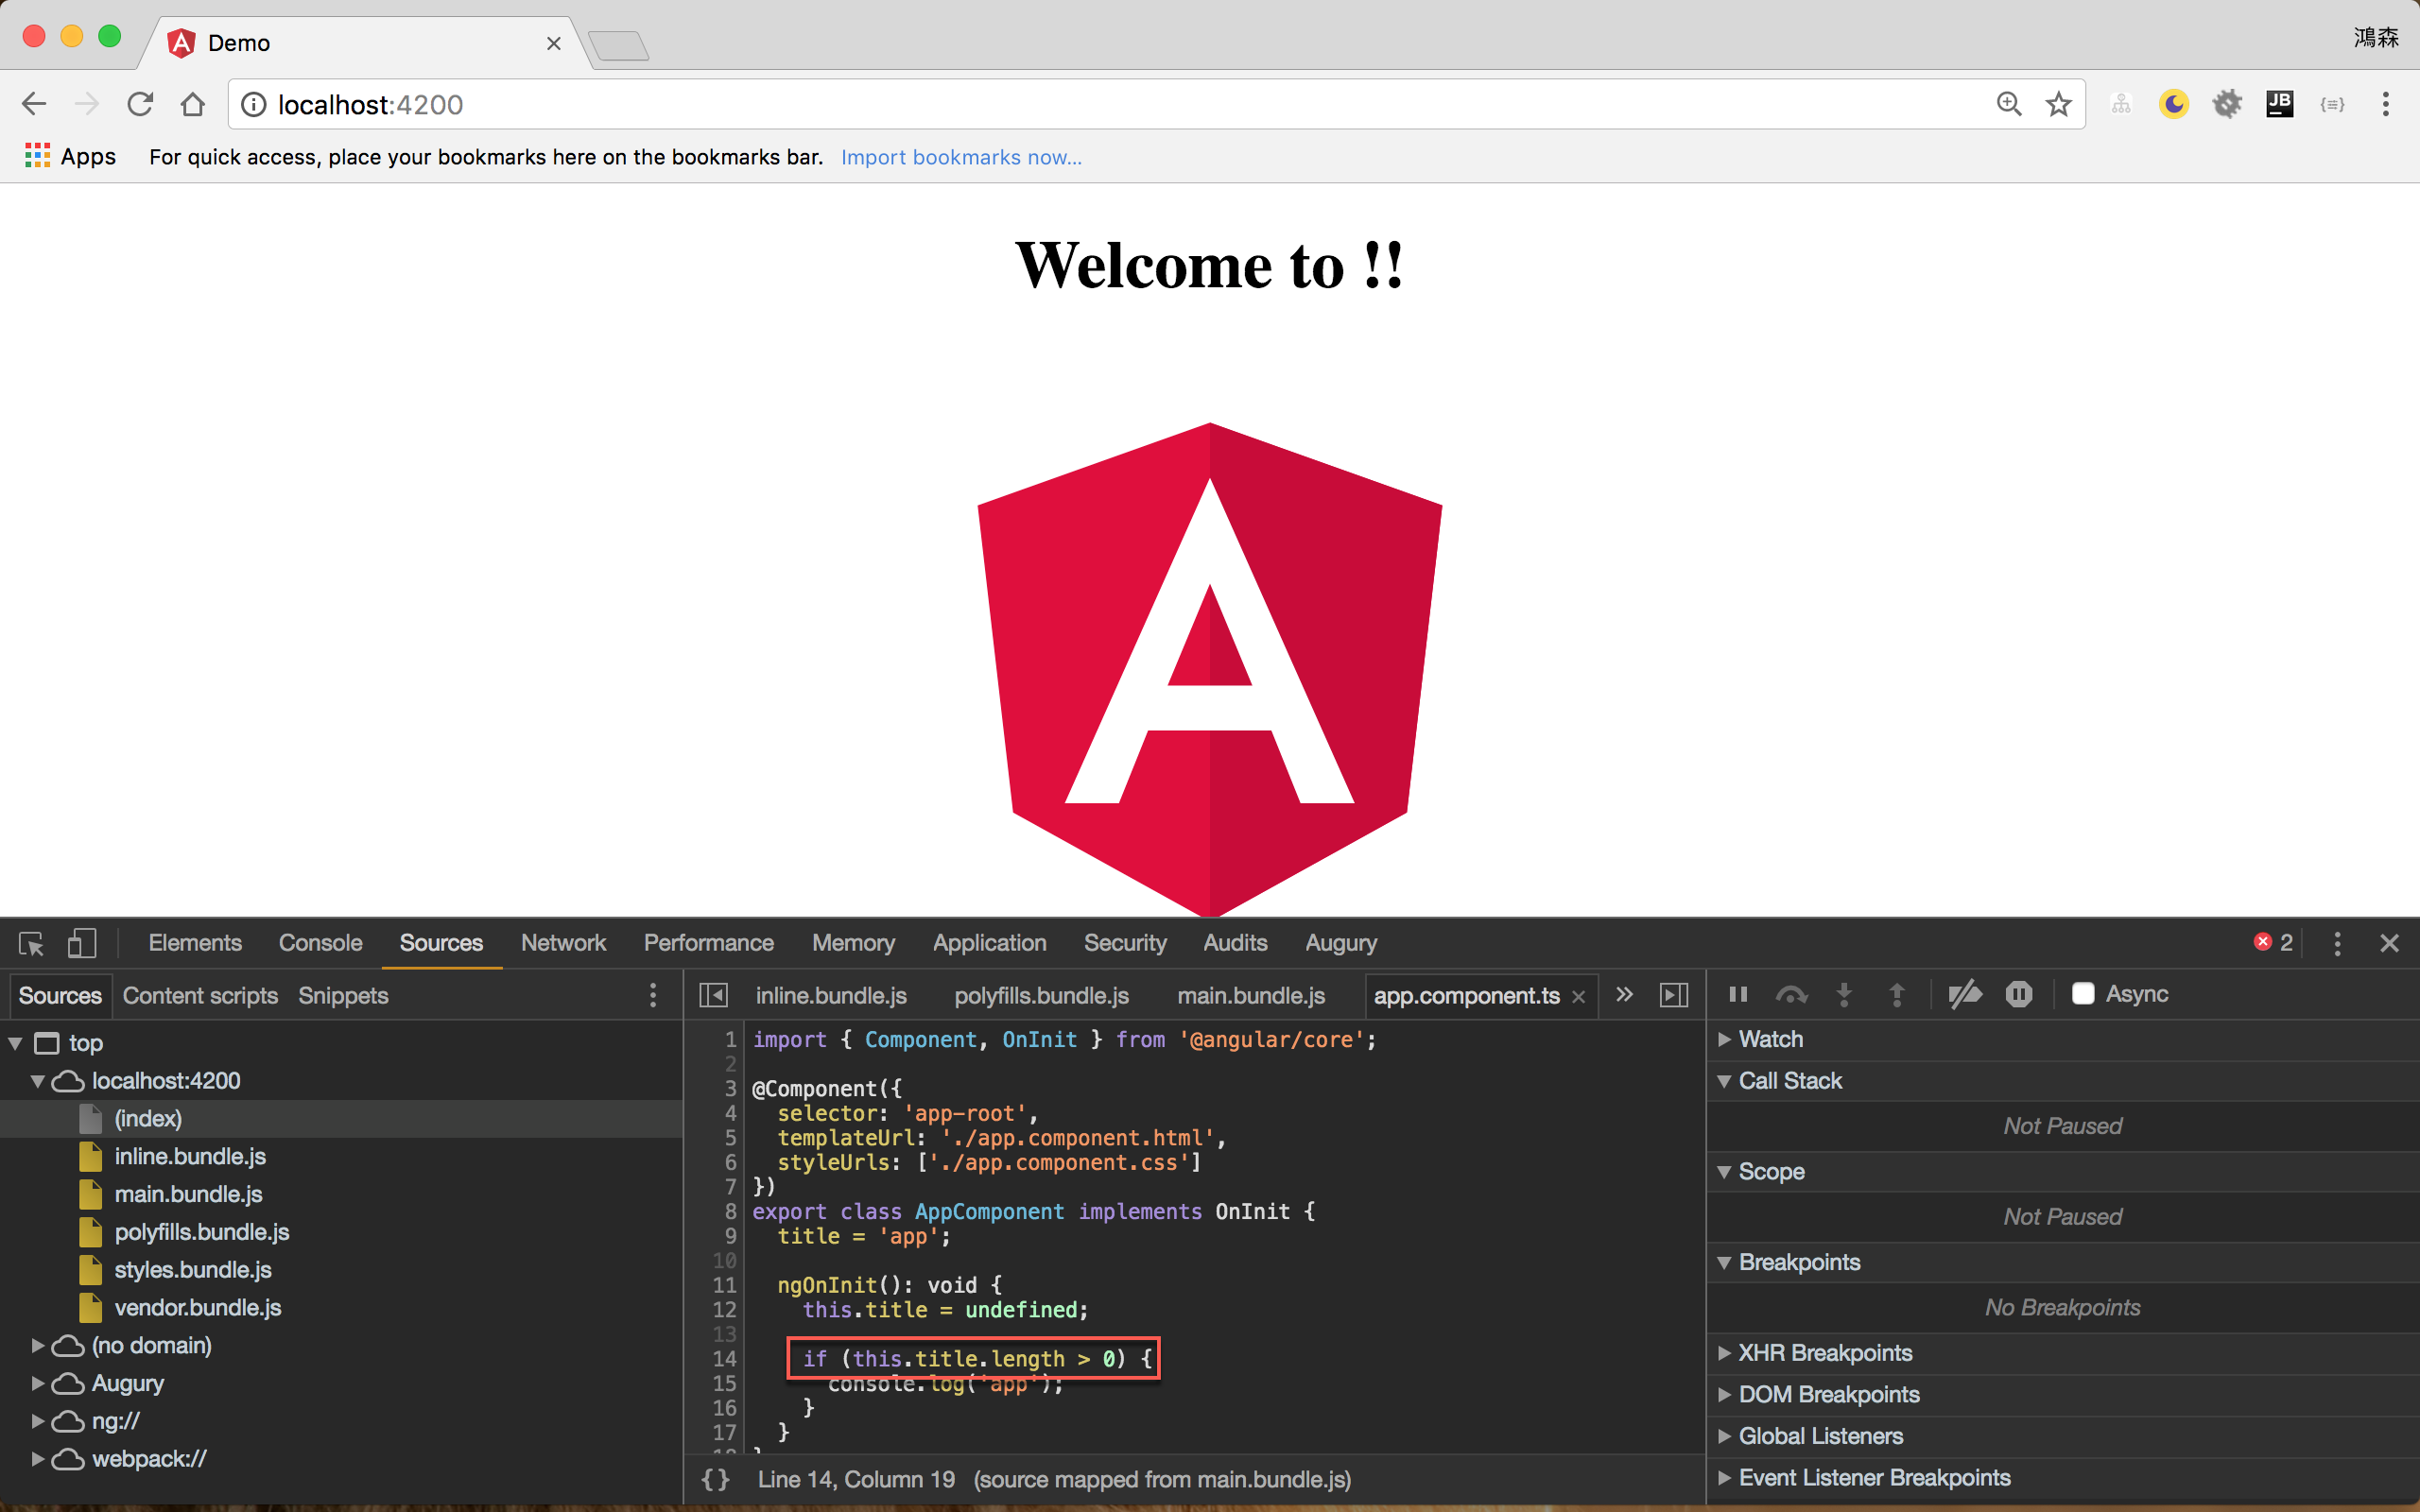 Demo
鴻森
localhost:4200
JB
Apps For quick access, place your bookmarks here on the bookmarks bar. Import bookmarks now...
Welcome to !!
Elements Console Sources Network Performance Memory Application Security Audits Augury 2
Sources Content scripts Snippets
top
localhost:4200
(index)
inline.bundle.js
main.bundle.js
polyfills.bundle.js
styles.bundle.js
vendor.bundle.js
(no domain)
Augury
ng://
webpack://
inline.bundle.js polyfills.bundle.js main.bundle.js app.component.ts
1 import { Component, OnInit } from '@angular/core';
2
3 @Component({
4 selector: 'app-root',
5 templateUrl: './app.component.html',
6 styleUrls: ['./app.component.css']
7 })
8 export class AppComponent implements OnInit {
9 title = 'app';
10
11 ngOnInit(): void {
12 this.title = undefined;
13
14 if (this.title.length > 0) {
15 console.log('app');
16 }
17 }
18 }
{} Line 14, Column 19 (source mapped from main.bundle.js)
Async
Watch
Call Stack
Not Paused
Scope
Not Paused
Breakpoints
No Breakpoints
XHR Breakpoints
DOM Breakpoints
Global Listeners
Event Listener Breakpoints